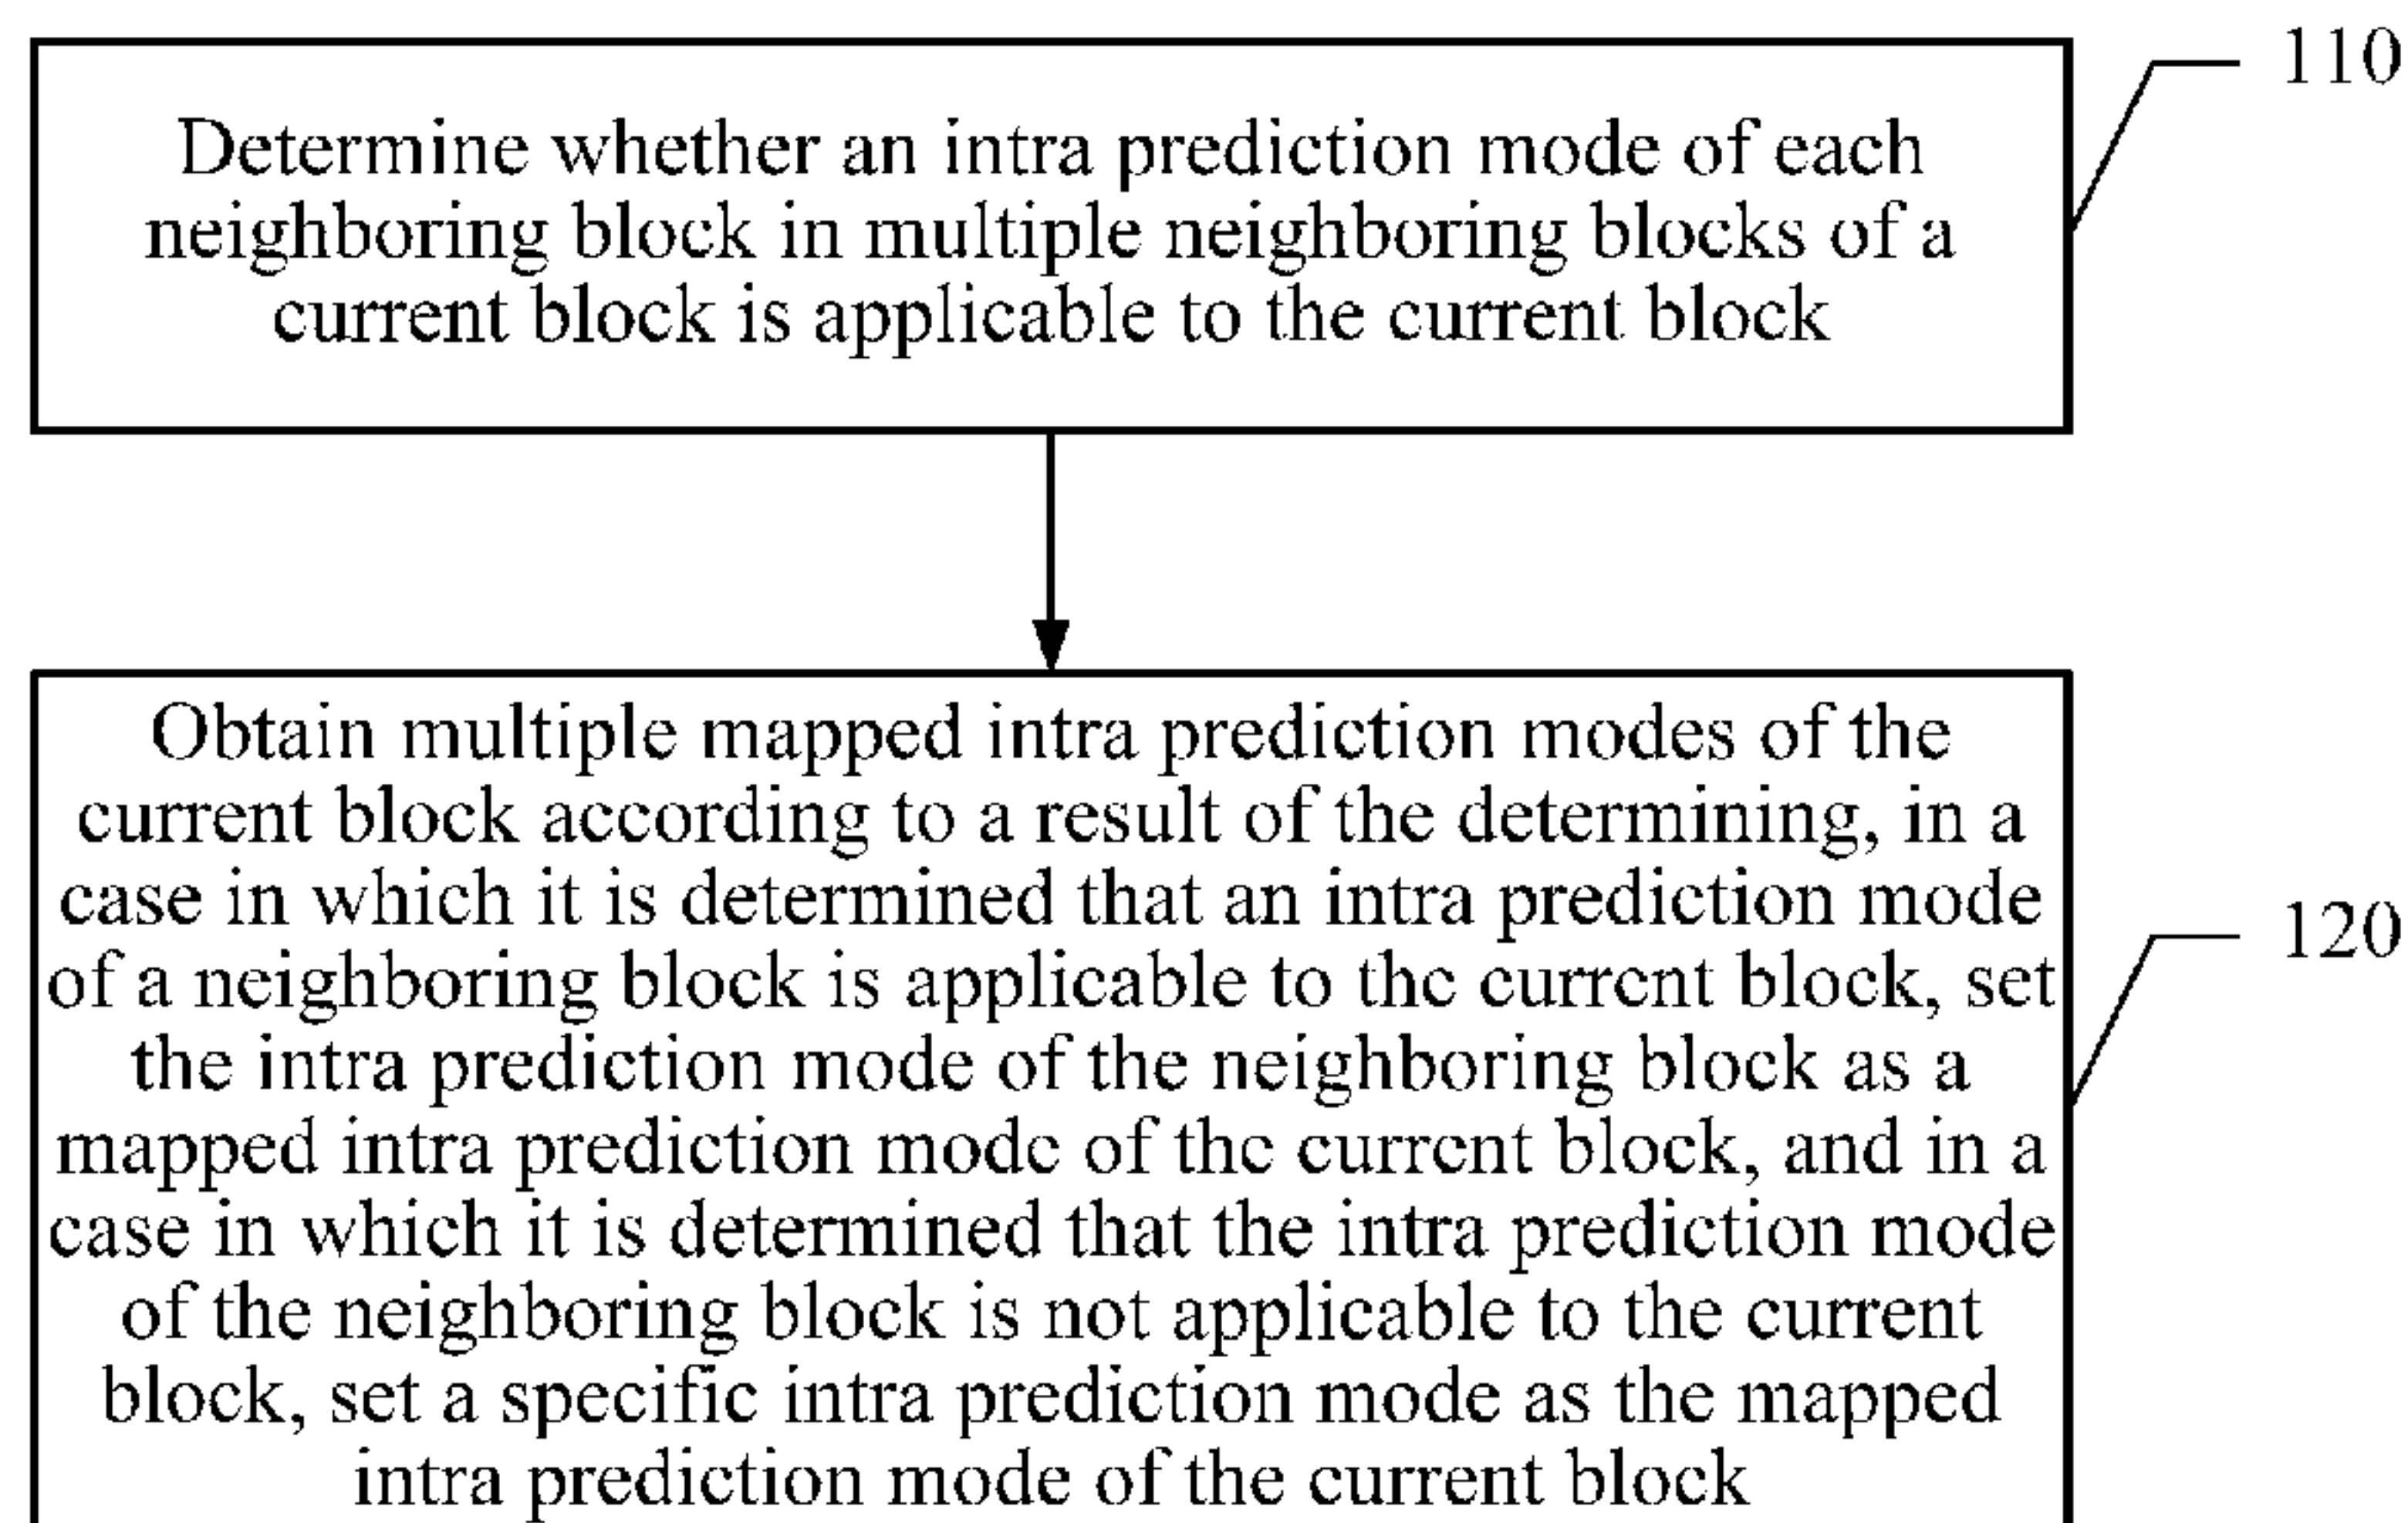 110
Determine whether an intra prediction mode of each
neighboring block in multiple neighboring blocks of a
current block is applicable to the current block
Obtain multiple mapped intra prediction modes of the
current block according to a result of the determining, in a
case in which it is determined that an intra prediction mode
of a neighboring block is applicable to the current block, set
the intra prediction mode of the neighboring block as a
mapped intra prediction mode of the current block, and in a
case in which it is determined that the intra prediction mode
of the neighboring block is not applicable to the current
block, set a specific intra prediction mode as the mapped
intra prediction mode of the current block
120